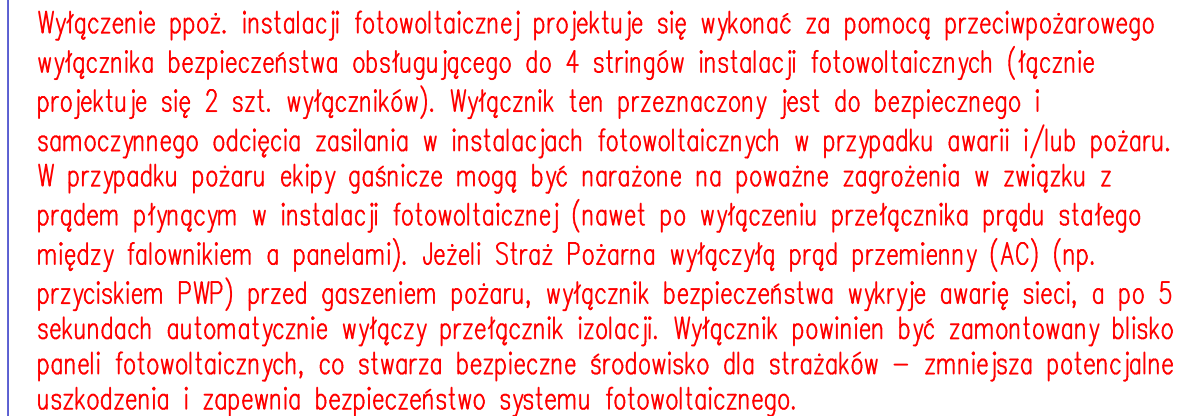 Wyłączenie ppoż. instalacji fotowoltaicznej projektuje się wykonać za pomocą przeciwpożarowego
wyłącznika bezpieczeństwa obsługującego do 4 stringów instalacji fotowoltaicznych (łącznie
projektuje się 2 szt. wyłączników). Wyłącznik ten przeznaczony jest do bezpiecznego i
samoczynnego odcięcia zasilania w instalacjach fotowoltaicznych w przypadku awarii i/lub pożaru.
W przypadku pożaru ekipy gaśnicze mogą być narażone na poważne zagrożenia w związku z
prądem płynącym w instalacji fotowoltaicznej (nawet po wyłączeniu przełącznika prądu stałego
między falownikiem a panelami). Jeżeli Straż Pożarna wyłączyłą prąd przemienny (AC) (np.
przyciskiem PWP) przed gaszeniem pożaru, wyłącznik bezpieczeństwa wykryje awarię sieci, a po 5
sekundach automatycznie wyłączy przełącznik izolacji. Wyłącznik powinien być zamontowany blisko
paneli fotowoltaicznych, co stwarza bezpieczne środowisko dla strażaków – zmniejsza potencjalne
uszkodzenia i zapewnia bezpieczeństwo systemu fotowoltaicznego.